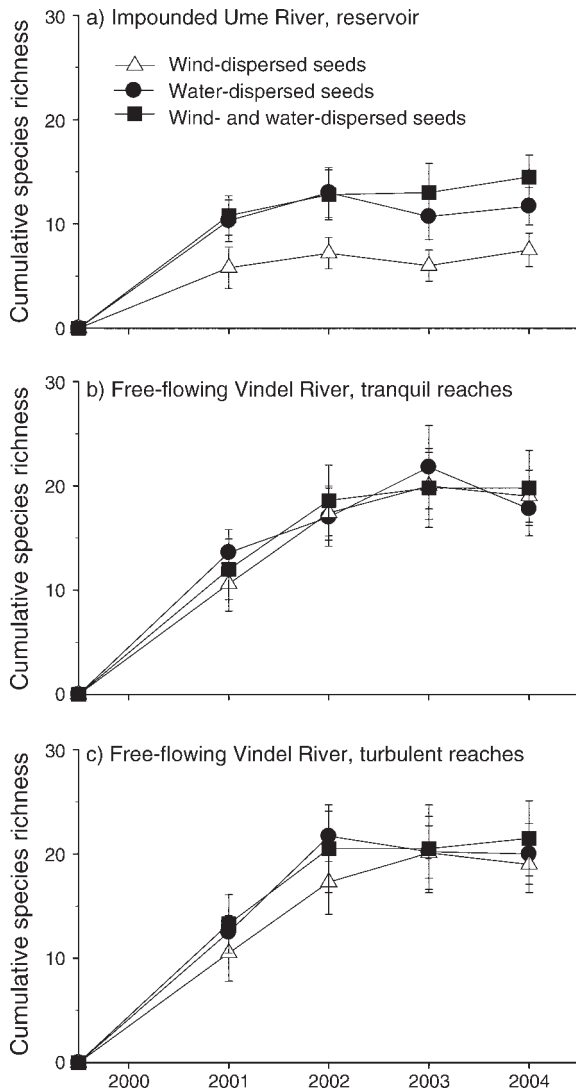 a) Impounded Ume River, reservoir
Wind-dispersed seeds
Water-dispersed seeds
Wind- and water-dispersed seeds
Cumulative species richness
30
20
10
0
b) Free-flowing Vindel River, tranquil reaches
Cumulative species richness
30
20
10
0
c) Free-flowing Vindel River, turbulent reaches
Cumulative species richness
30
20
10
0
2000 2001 2002 2003 2004